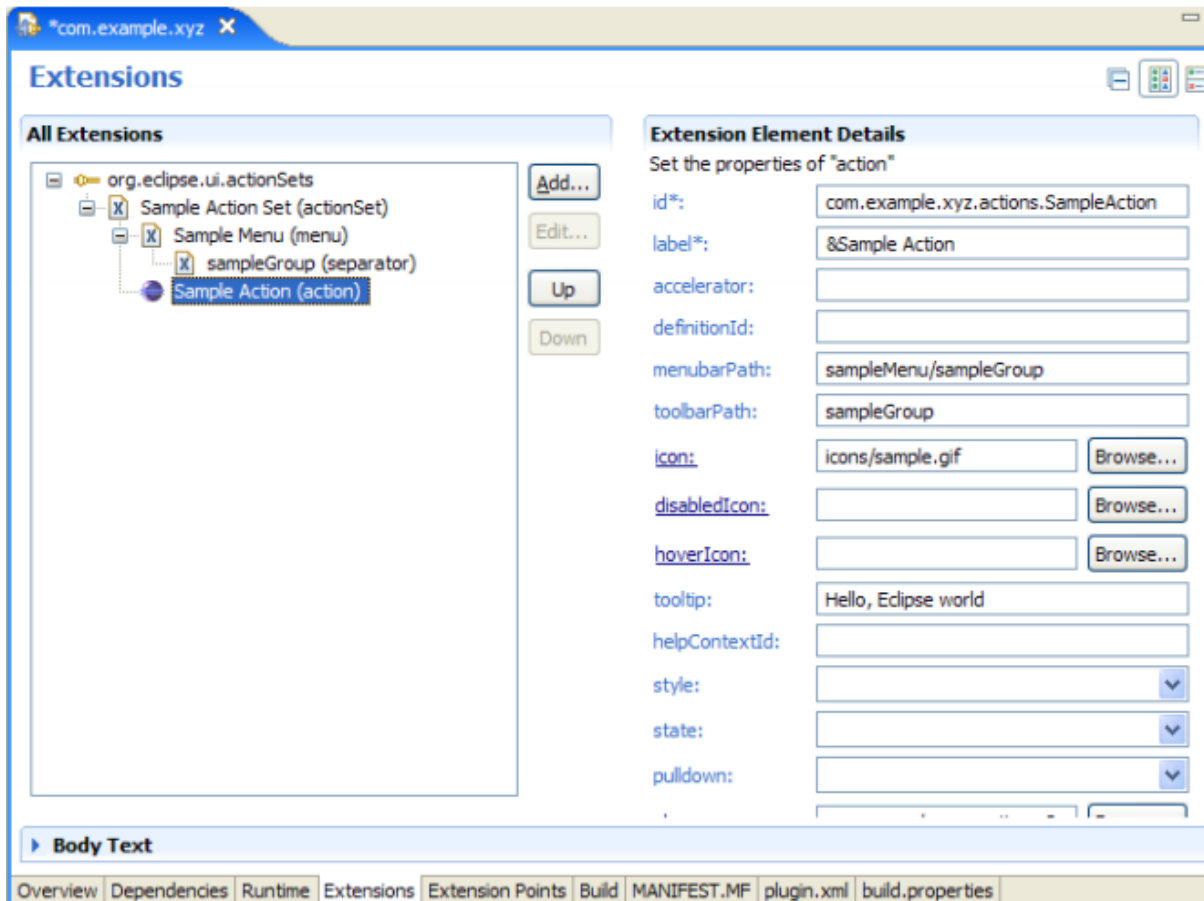 *com.example.xyz
Extensions
All Extensions
org.eclipse.ui.actionSets
Sample Action Set (actionSet)
Sample Menu (menu)
sampleGroup (separator)
Sample Action (action)
Add...
Edit...
Up
Down
Extension Element Details
Set the properties of "action"
id*: com.example.xyz.actions.SampleAction
label*: &Sample Action
accelerator:
definitionId:
menubarPath: sampleMenu/sampleGroup
toolbarPath: sampleGroup
icon: icons/sample.gif Browse...
disabledIcon: Browse...
hoverIcon: Browse...
tooltip: Hello, Eclipse world
helpContextId:
style:
state:
pulldown:
Body Text
Overview Dependencies Runtime Extensions Extension Points Build MANIFEST.MF plugin.xml build.properties